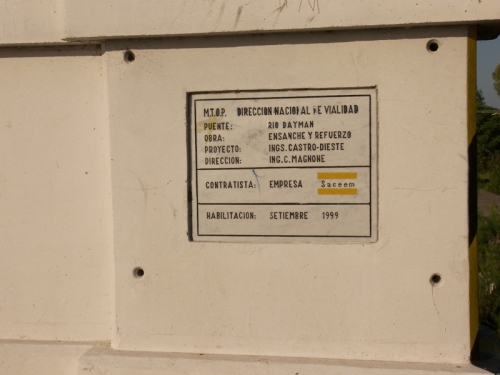 M.T.O.P. DIRECCION NACIONAL DE VIALIDAD
PUENTE: RIO DAYMAN
OBRA: ENSANCHE Y REFUERZO
PROYECTO: INGS. CASTRO-DIESTE
DIRECCION: ING. C. MAGNONE
CONTRATISTA: EMPRESA Saceem
HABILITACION: SETIEMBRE 1999